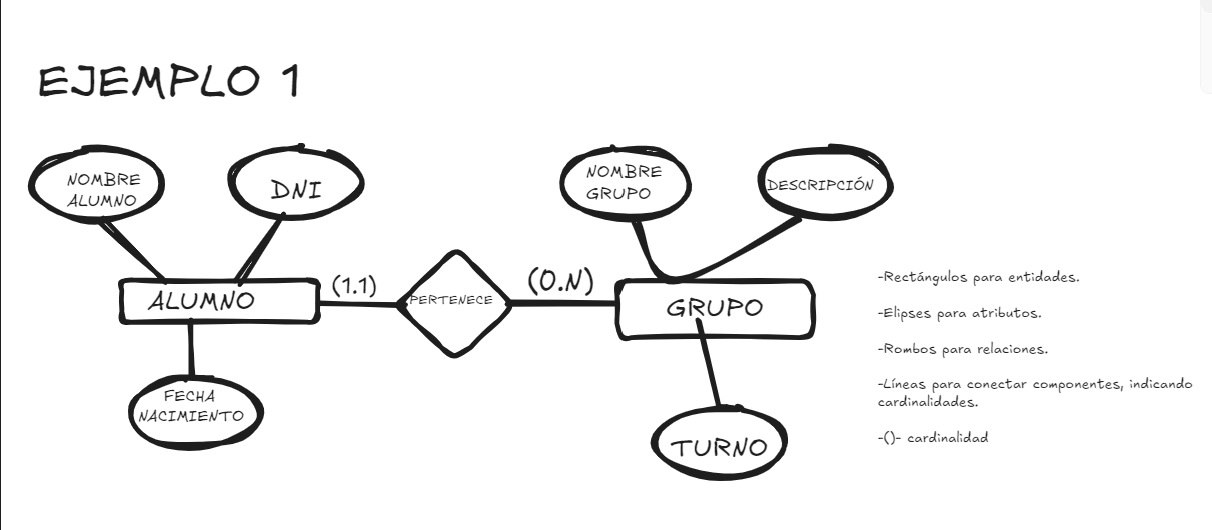 EJEMPLO 1
NOMBRE
ALUMNO
DNI
NOMBRE
GRUPO
DESCRIPCIÓN
ALUMNO
(1.1)
PERTENECE
(0.N)
GRUPO
FECHA
NACIMIENTO
TURNO
-Rectángulos para entidades.
-Elipses para atributos.
-Rombos para relaciones.
-Líneas para conectar componentes, indicando
cardinalidades.
-()- cardinalidad